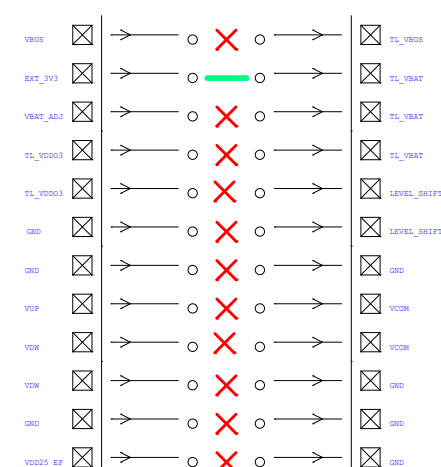 VBUS TL_VBUS
EXT_3V3 TL_VBAT
VBAT_ADJ TL_VBAT
TL_VDDO3 TL_VBAT
TL_VDDO3 LEVEL_SHIFT
GND LEVEL_SHIFT
GND GND
VUP VCOM
VDW VCOM
VDW GND
GND GND
VDD25_EF GND